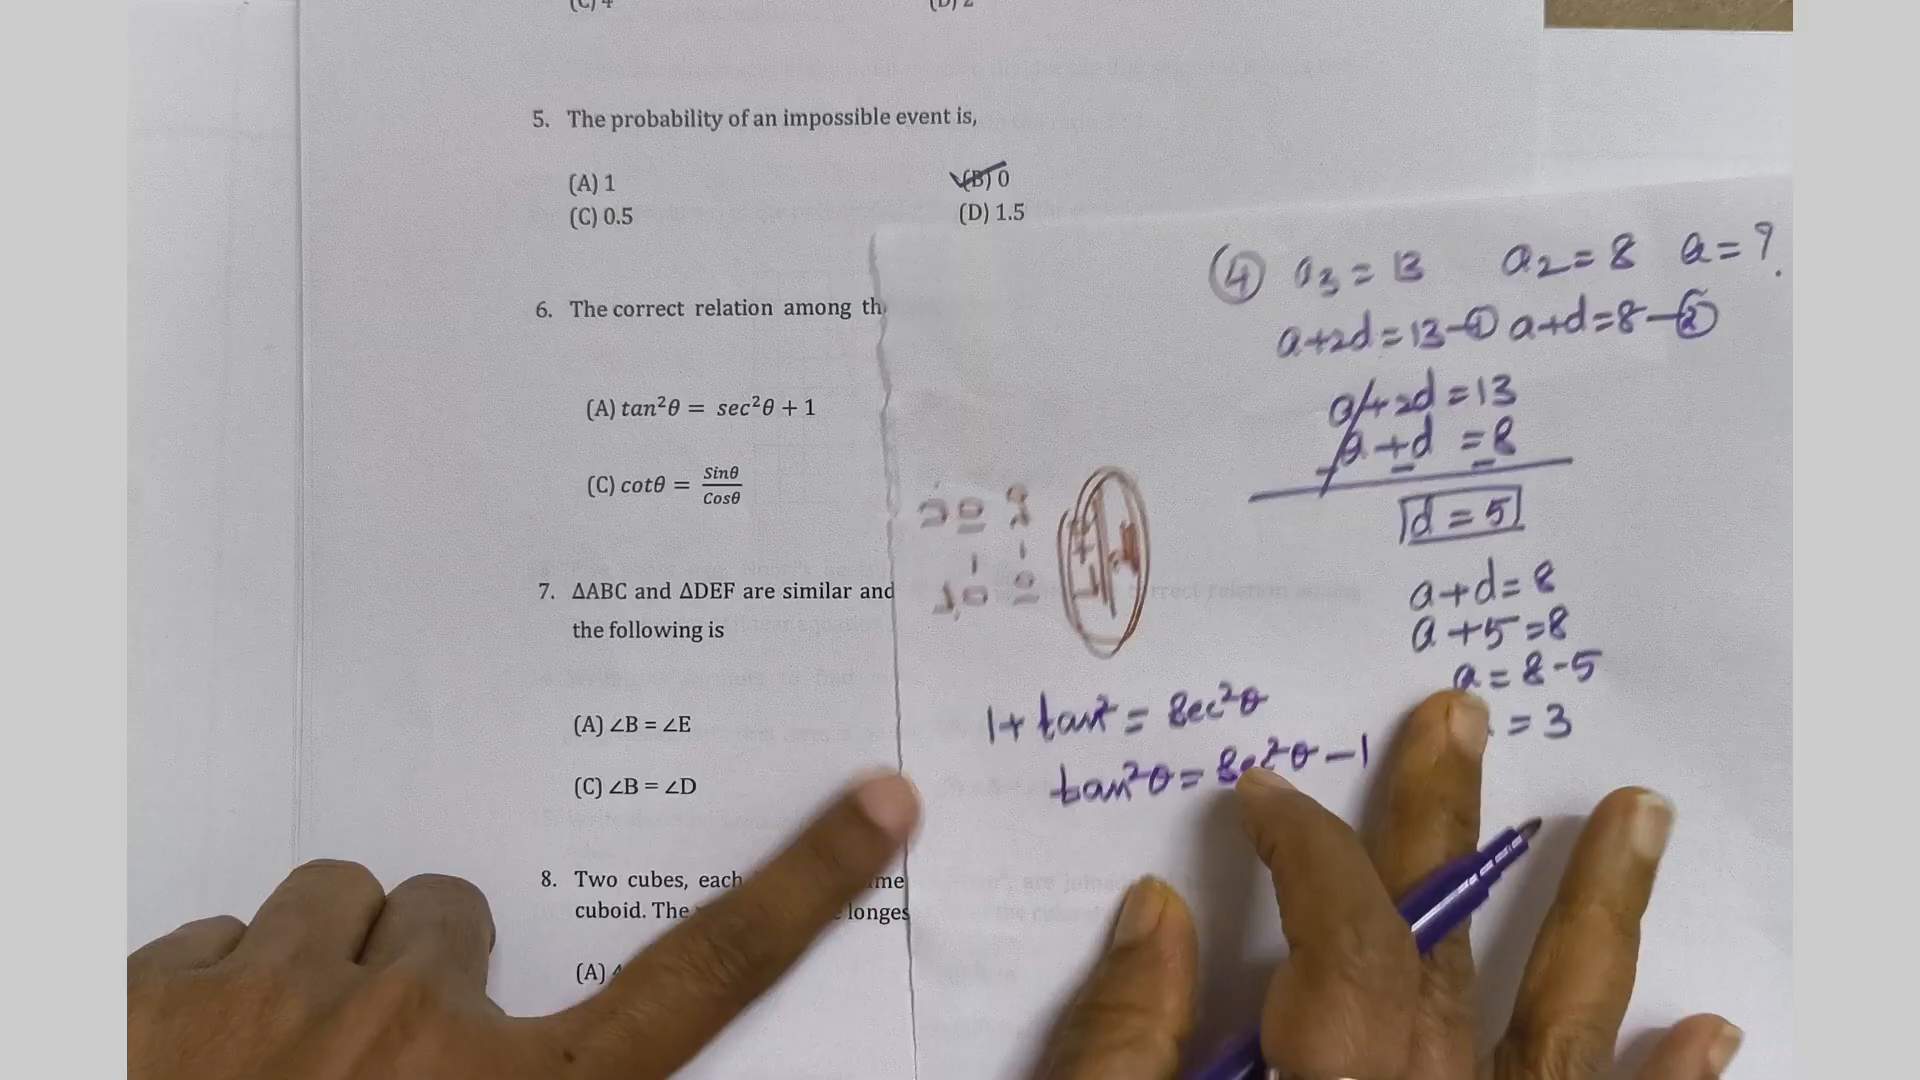 (C) 4 (D) 2
5. The probability of an impossible event is,
(A) 1 (B) 0
(C) 0.5 (D) 1.5
6. The correct relation among th
(A) tan²θ = sec²θ + 1
(C) cotθ = Sinθ/Cosθ
7. ΔABC and ΔDEF are similar and
the following is
(A) ∠B = ∠E
(C) ∠B = ∠D
8. Two cubes, each
cuboid. The longes
(A)
④ a₃ = 13 a₂ = 8 a = ?
a+2d = 13 — ① a+d = 8 — ②
a+2d = 13
a+d = 8
d = 5
a+d = 8
a+5 = 8
a = 8-5
= 3
1+tan² = Sec²θ
tan²θ = Sec²θ – 1